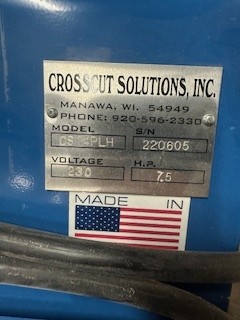 CROSSCUT SOLUTIONS, INC.
MANAWA, WI. 54949
PHONE: 920-596-2330
MODEL S/N
220605
VOLTAGE H.P.
230 7.5
MADE IN